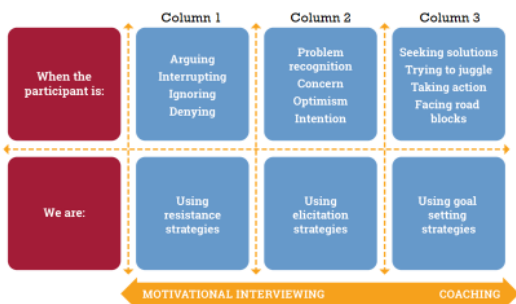 Column 1
Column 2
Column 3
When the
participant is:
Arguing
Interrupting
Ignoring
Denying
Problem
recognition
Concern
Optimism
Intention
Seeking solutions
Trying to juggle
Taking action
Facing road
blocks
We are:
Using
resistance
strategies
Using
elicitation
strategies
Using goal
setting
strategies
MOTIVATIONAL INTERVIEWING
COACHING